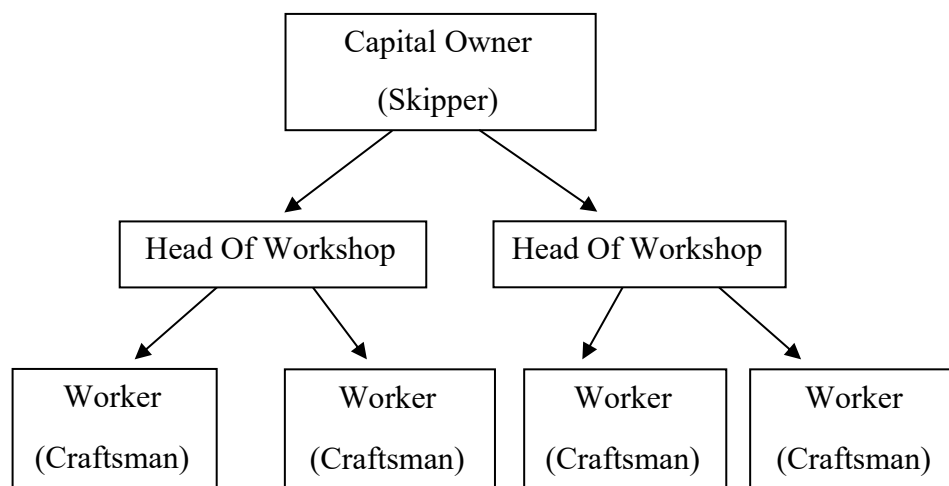 Capital Owner
(Skipper)
Head Of Workshop
Head Of Workshop
Worker
(Craftsman)
Worker
(Craftsman)
Worker
(Craftsman)
Worker
(Craftsman)